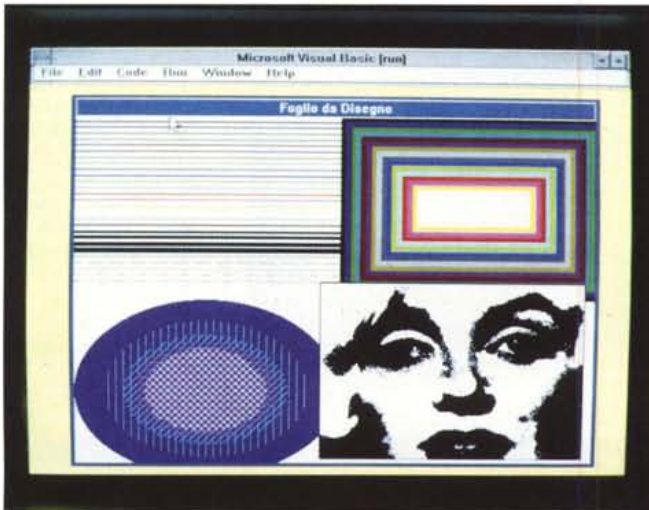 Microsoft Visual Basic [run]
File Edit Code Run Window Help
Foglio da Disegno